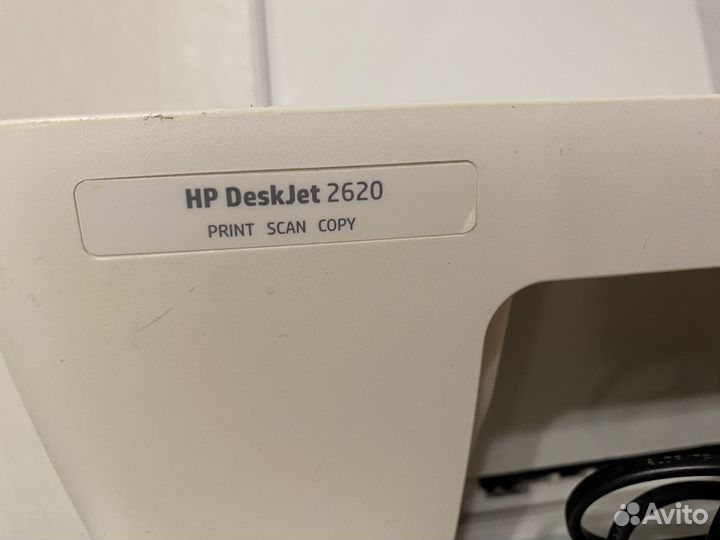 HP DeskJet 2620
PRINT SCAN COPY
Avito